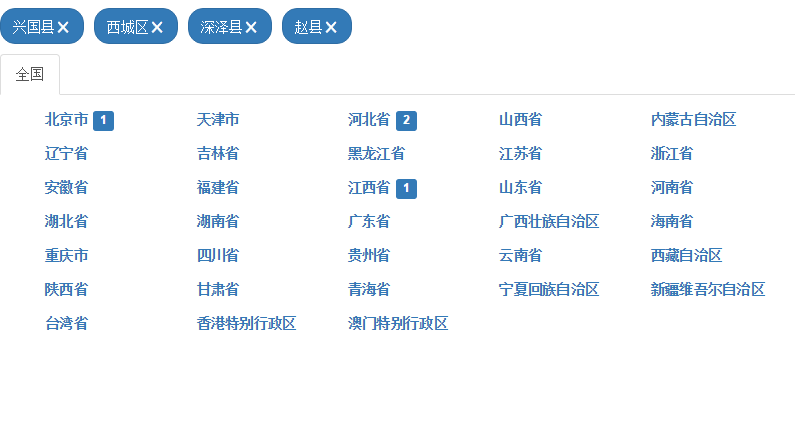 兴国县✕ 西城区✕ 深泽县✕ 赵县✕
全国
北京市 1 天津市 河北省 2 山西省 内蒙古自治区
辽宁省 吉林省 黑龙江省 江苏省 浙江省
安徽省 福建省 江西省 1 山东省 河南省
湖北省 湖南省 广东省 广西壮族自治区 海南省
重庆市 四川省 贵州省 云南省 西藏自治区
陕西省 甘肃省 青海省 宁夏回族自治区 新疆维吾尔自治区
台湾省 香港特别行政区 澳门特别行政区